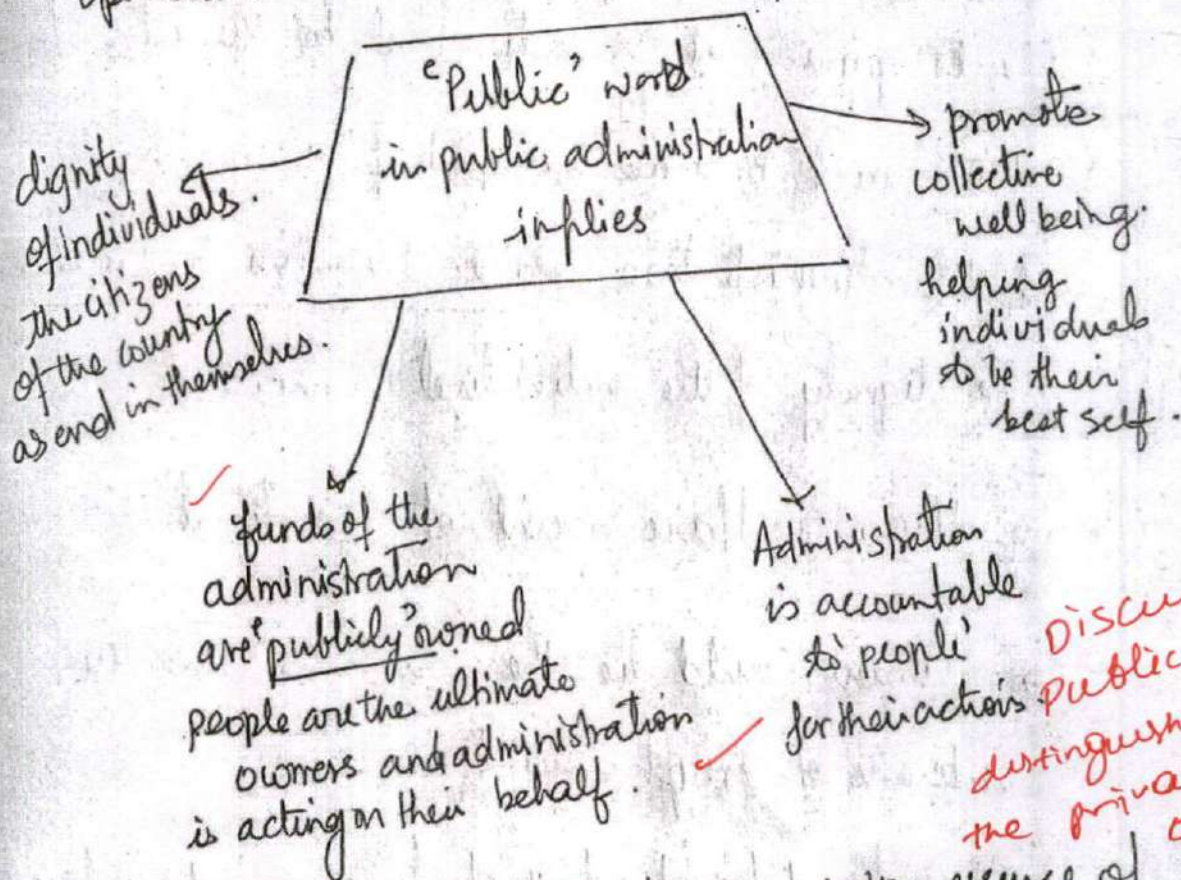 'Public' word
in public administration
implies
dignity
of individuals.
the citizens
of the country
as end in themselves.
promote
collective
well being.
helping
individuals
to be their
best self.
funds of the
administration
are 'publicly' owned
people are the ultimate
owners and administration
is acting on their behalf.
Administration
is accountable
to 'people'
for their actions.
Public
distinguish
the
of